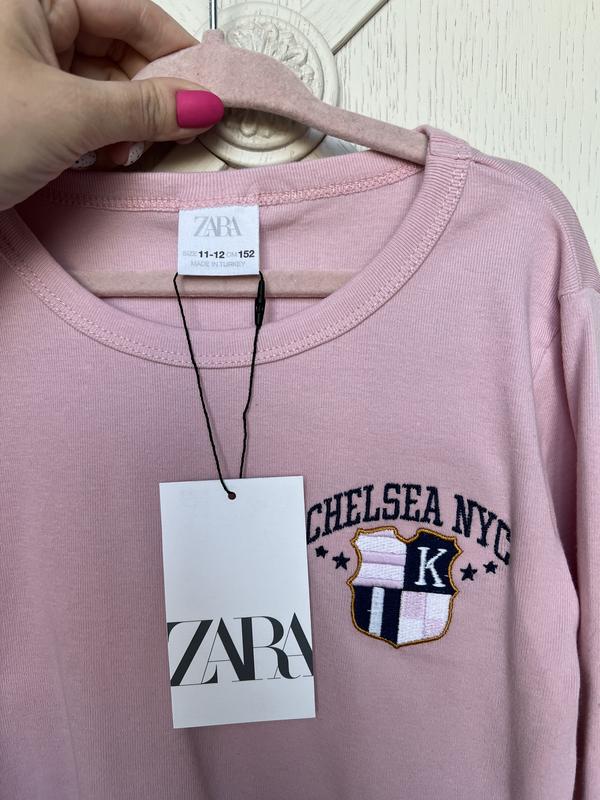 ZARA
SIZE 11-12 CM 152
MADE IN TURKEY
CHELSEA NYC
K
ZARA